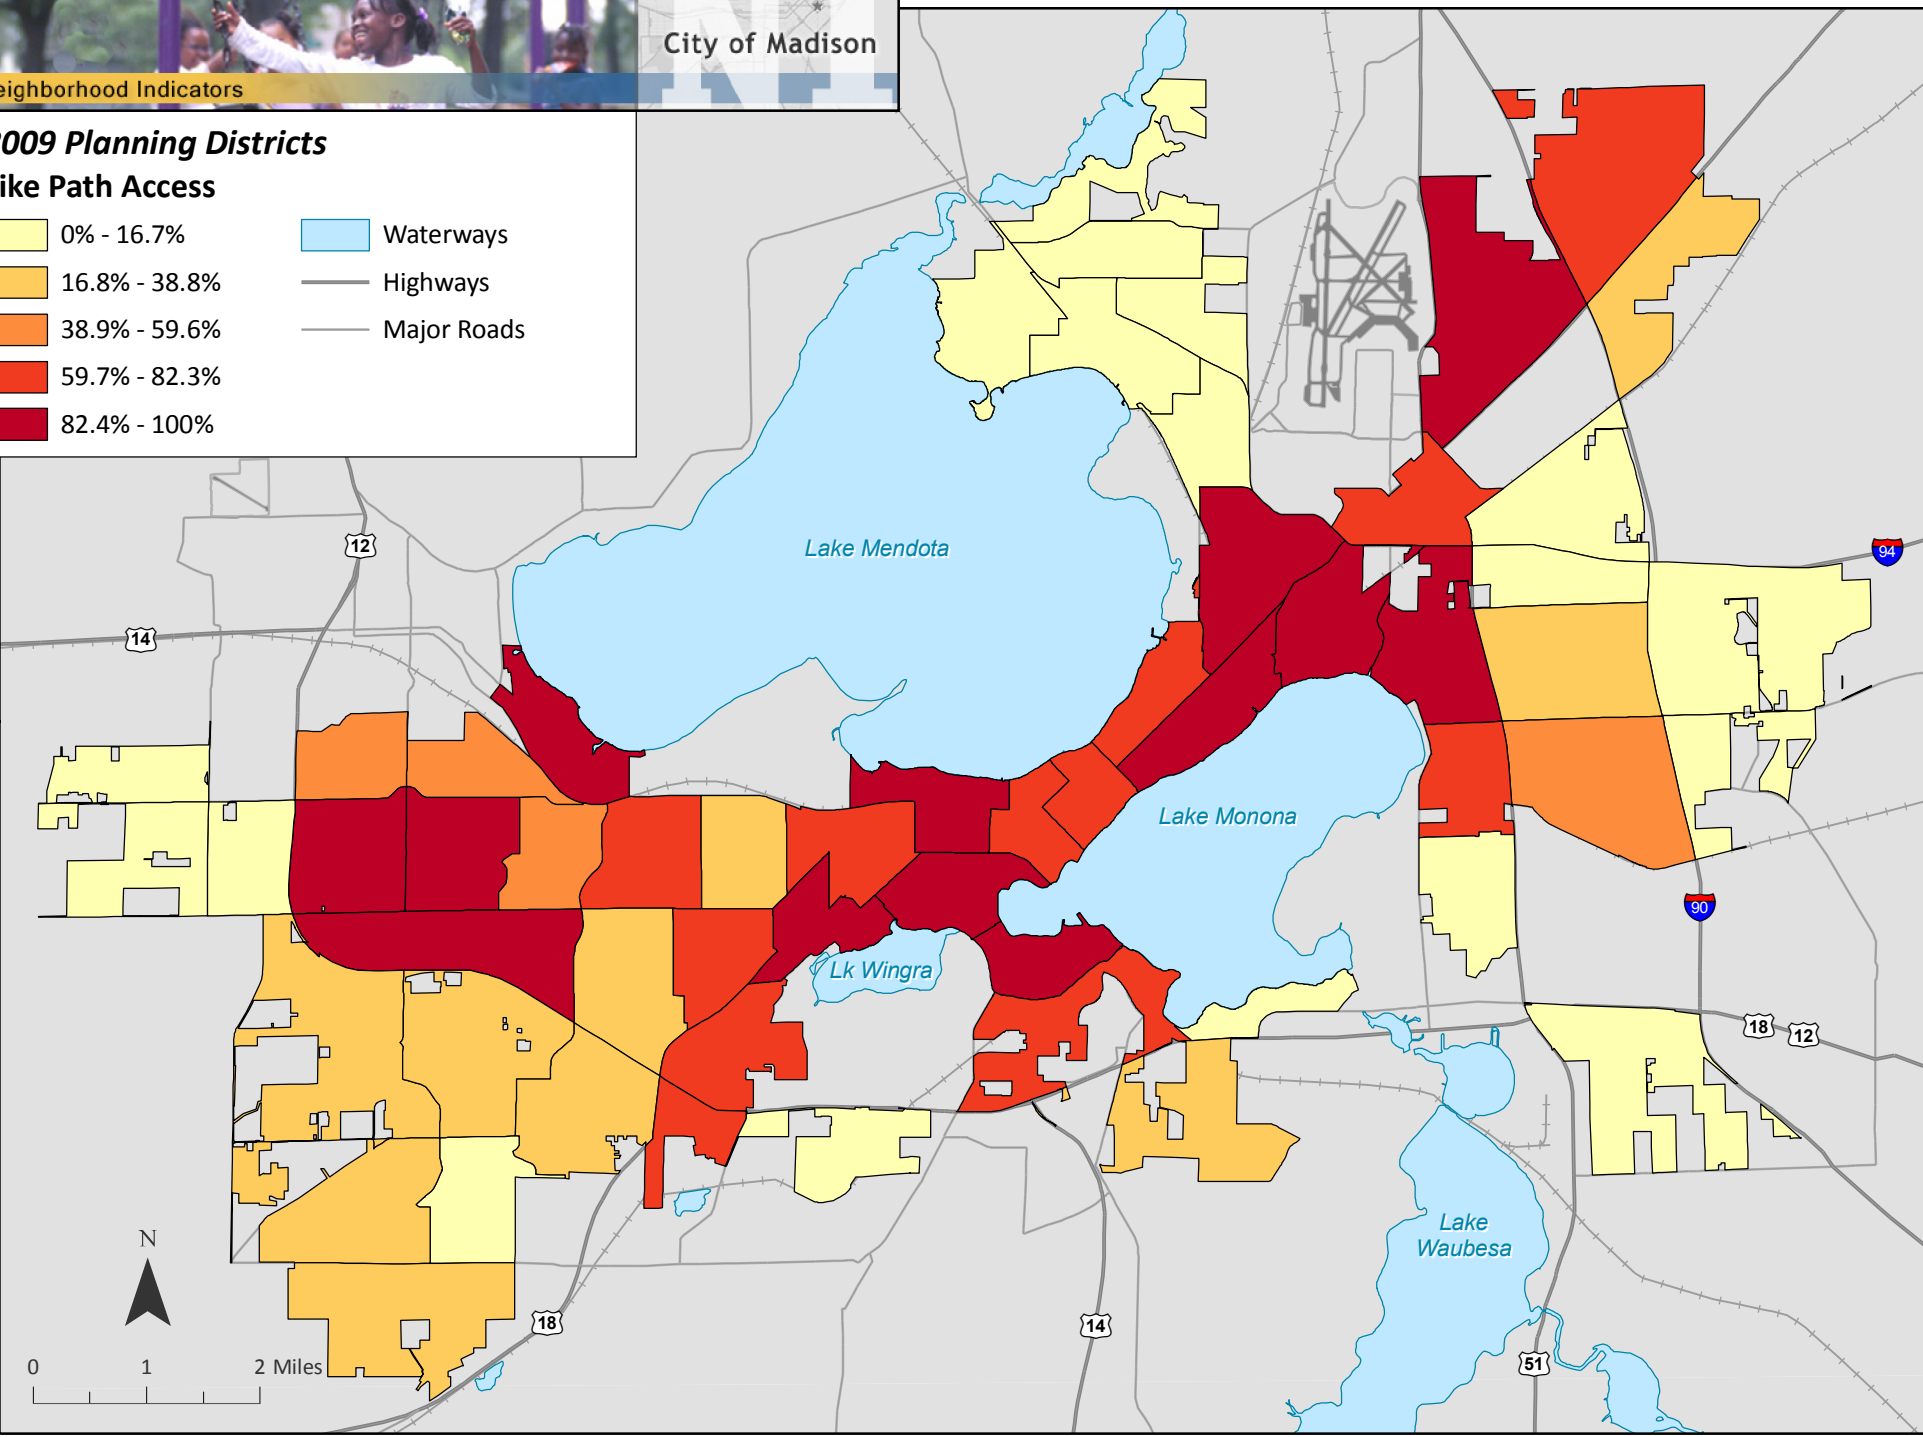 City of Madison
eighborhood Indicators
009 Planning Districts
ike Path Access
0% - 16.7%
16.8% - 38.8%
38.9% - 59.6%
59.7% - 82.3%
82.4% - 100%
Waterways
Highways
Major Roads
12
14
94
Lake Mendota
Lake Monona
Lk Wingra
90
18
12
Lake
Waubesa
N
18
14
51
0
1
2 Miles